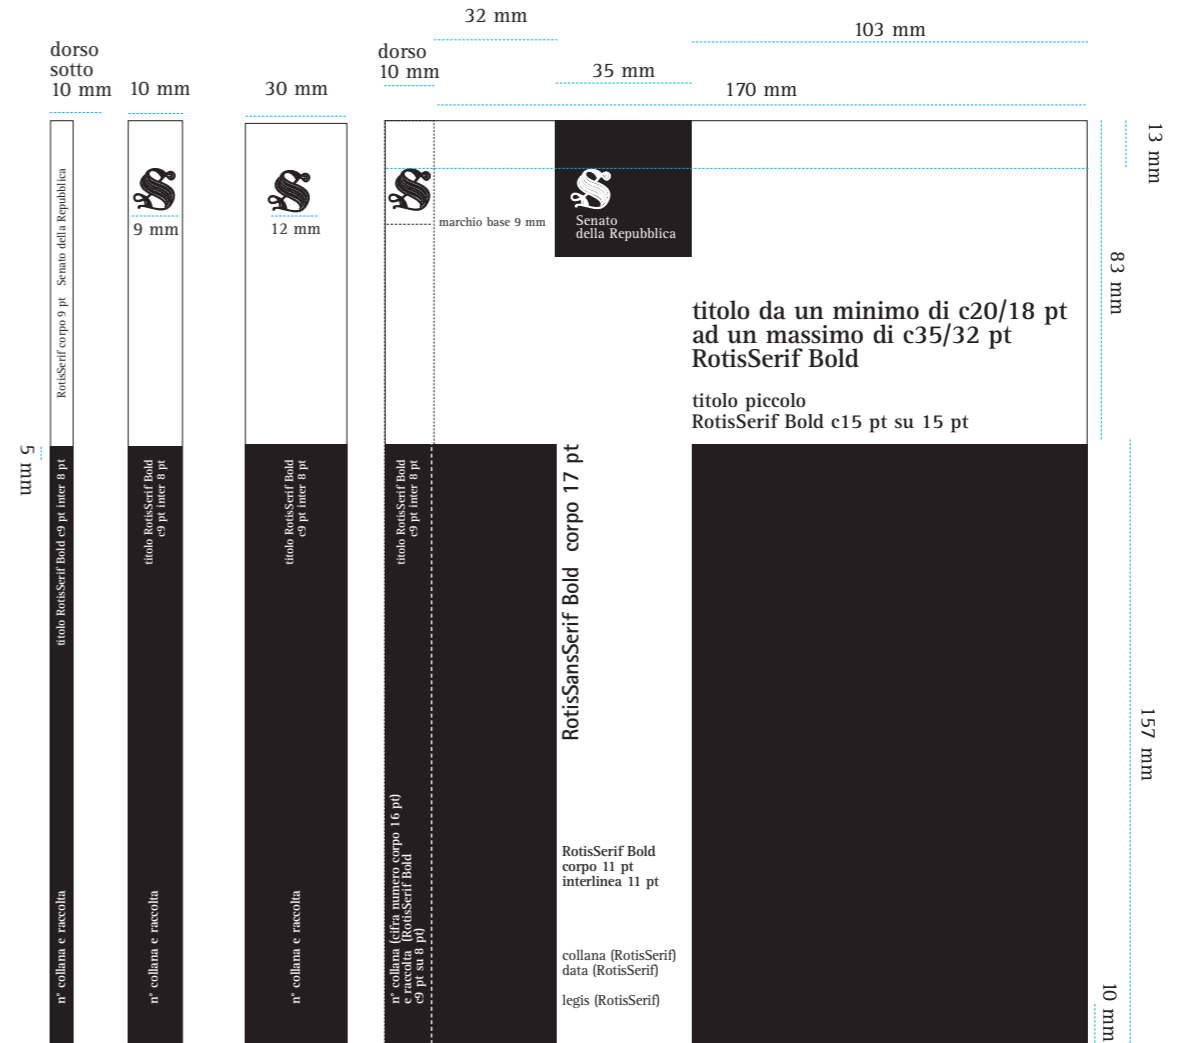 32 mm
103 mm
dorso
sotto
10 mm
10 mm
30 mm
dorso
10 mm
35 mm
170 mm
13 mm
83 mm
157 mm
10 mm
5 mm
RotisSerif corpo 9 pt Senato della Repubblica
titolo RotisSerif Bold c9 pt inter 8 pt
n° collana e raccolta
9 mm
titolo RotisSerif Bold
c9 pt inter 8 pt
n° collana e raccolta
12 mm
titolo RotisSerif Bold
c9 pt inter 8 pt
n° collana e raccolta
titolo RotisSerif Bold
c9 pt inter 8 pt
n° collana (cifra numero corpo 16 pt)
e raccolta (RotisSerif Bold
c9 pt su 8 pt)
marchio base 9 mm
Senato
della Repubblica
titolo da un minimo di c20/18 pt
ad un massimo di c35/32 pt
RotisSerif Bold
titolo piccolo
RotisSerif Bold c15 pt su 15 pt
RotisSansSerif Bold corpo 17 pt
RotisSerif Bold
corpo 11 pt
interlinea 11 pt
collana (RotisSerif)
data (RotisSerif)
legis (RotisSerif)